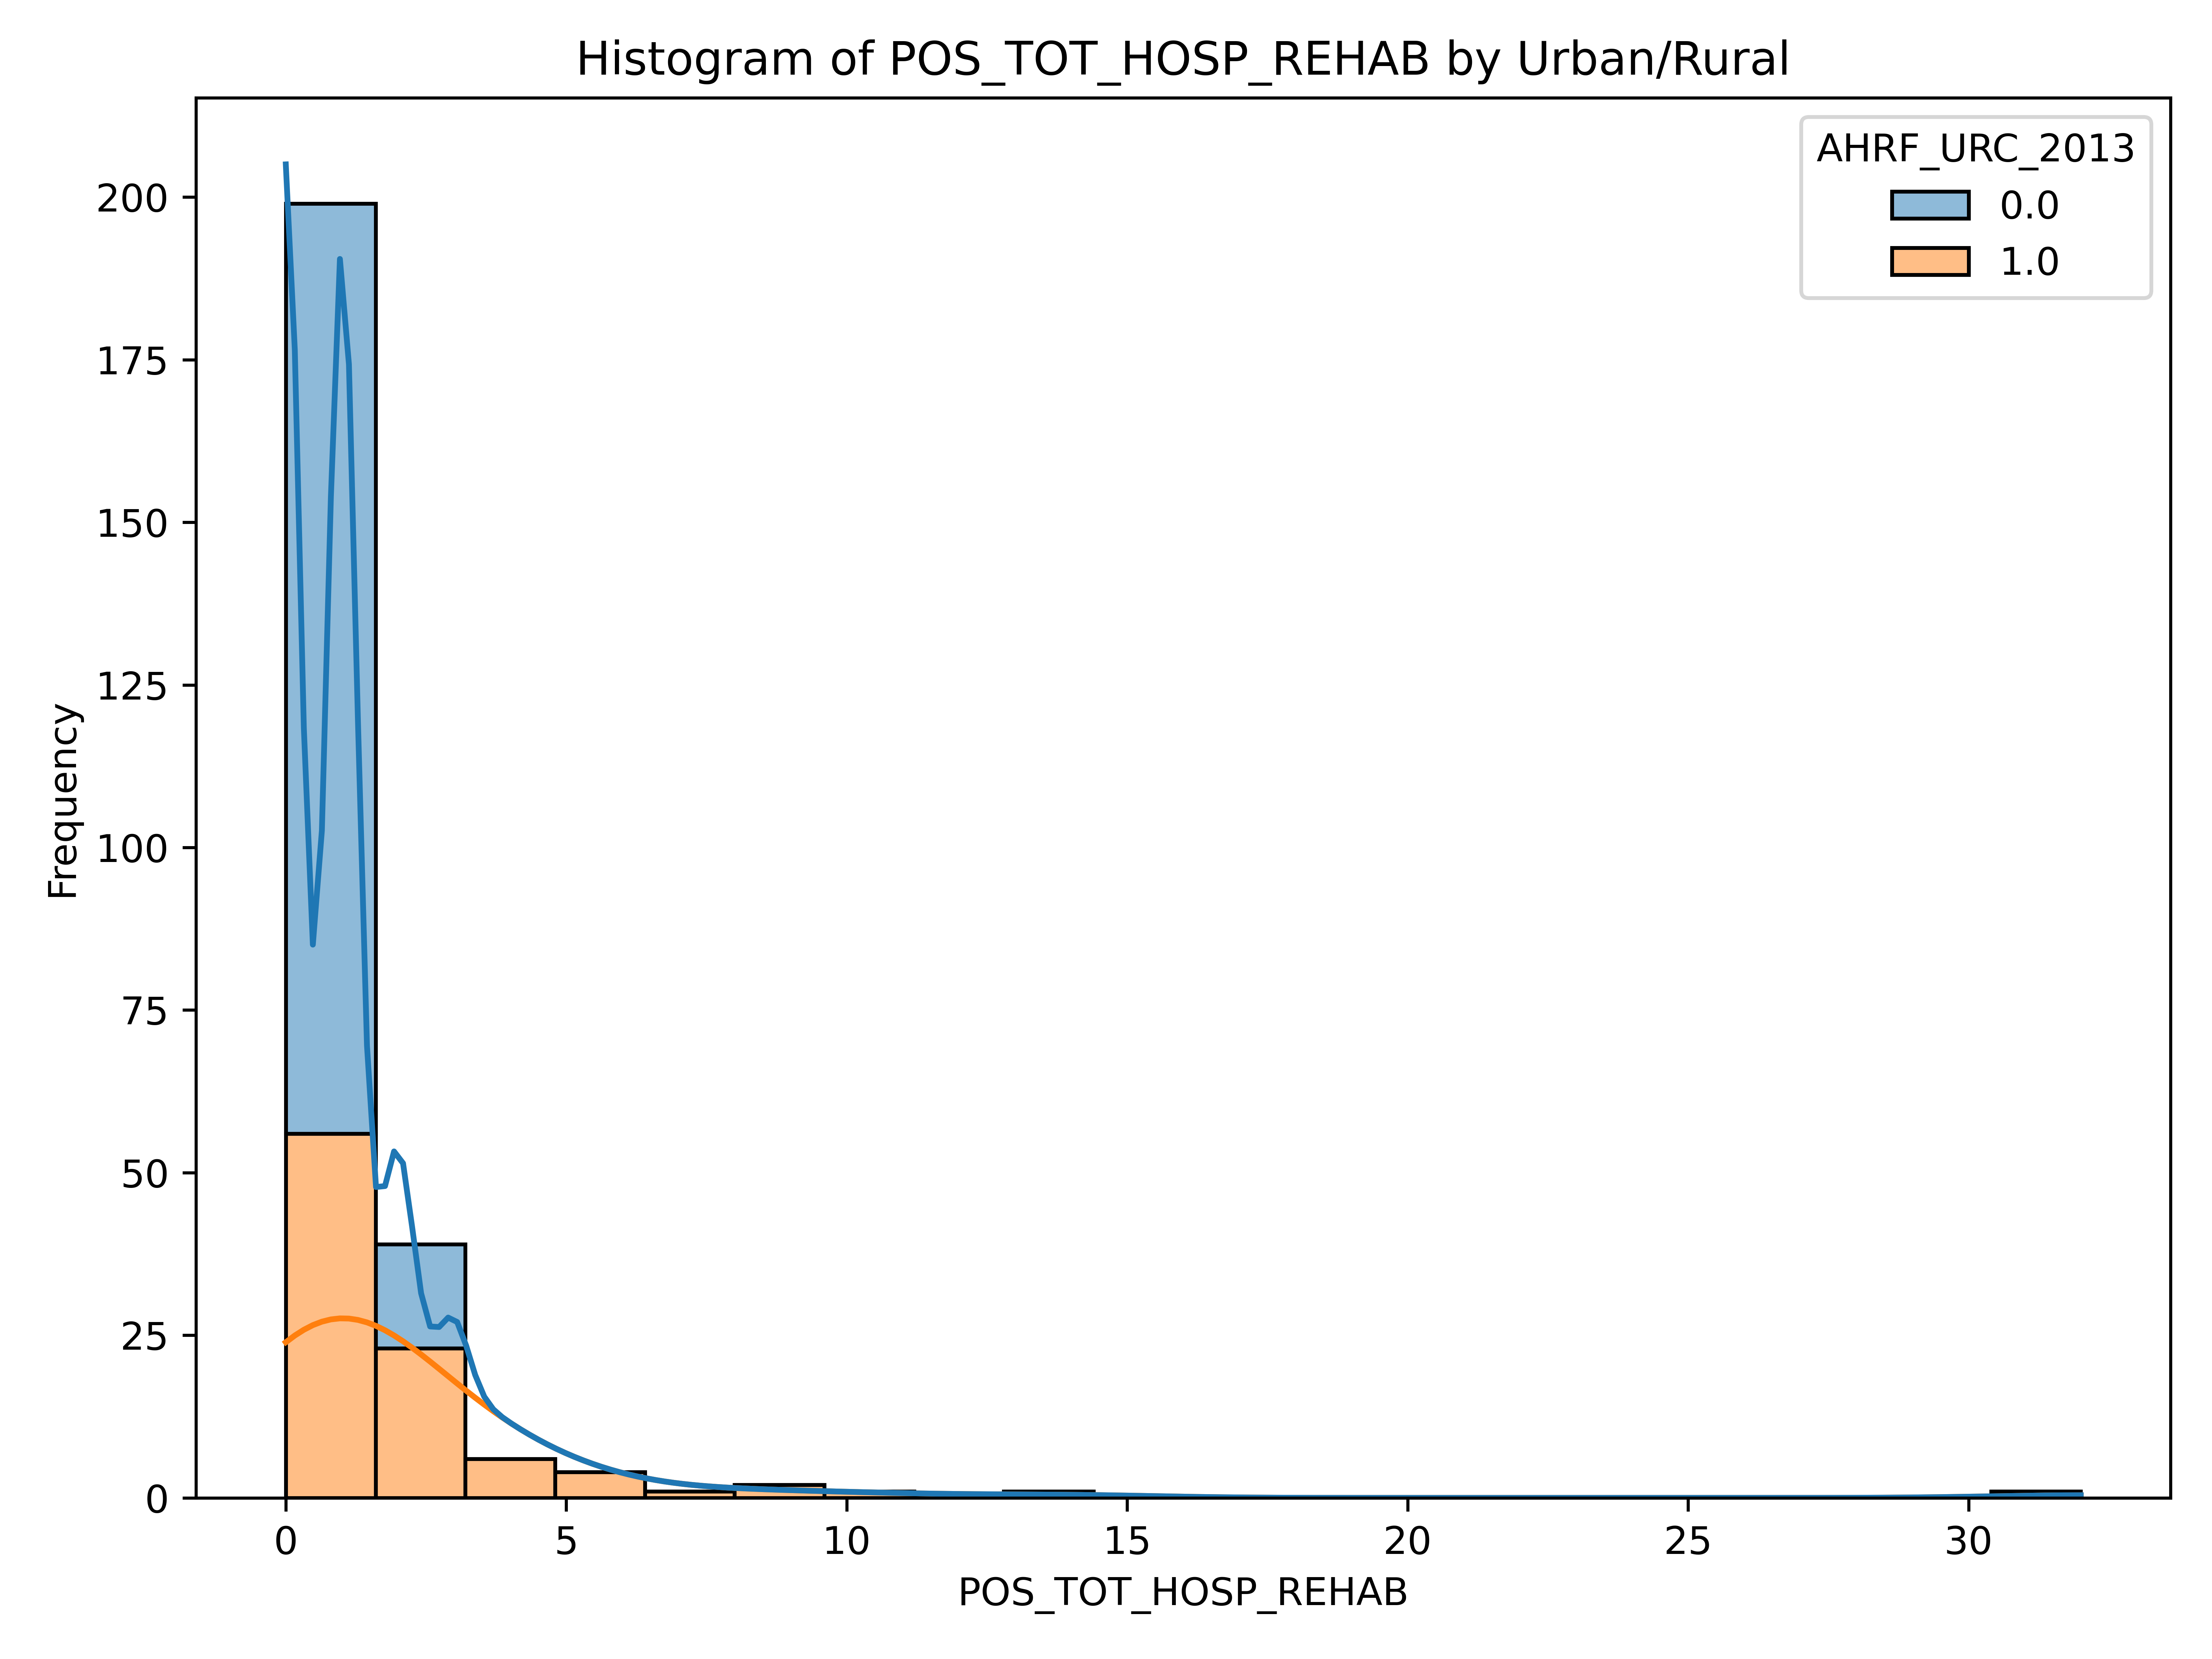 Histogram of POS_TOT_HOSP_REHAB by Urban/Rural
AHRF_URC_2013
0.0
1.0
Frequency
200
175
150
125
100
75
50
25
0
0 5 10 15 20 25 30
POS_TOT_HOSP_REHAB